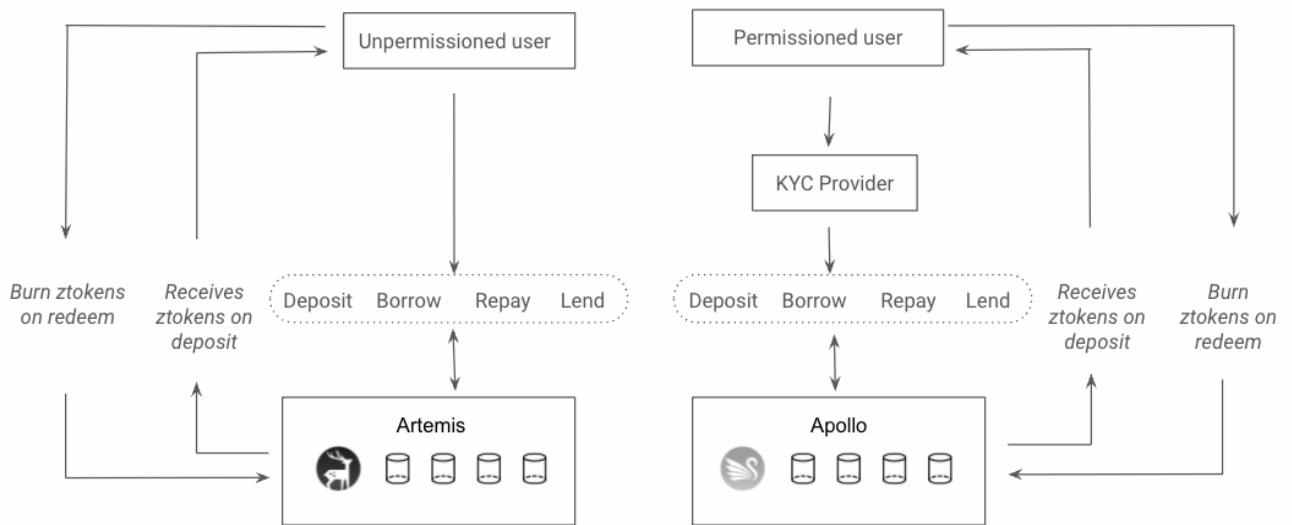 Unpermissioned user
Permissioned user
KYC Provider
Burn ztokens
on redeem
Receives
ztokens on
deposit
Deposit Borrow Repay Lend
Deposit Borrow Repay Lend
Receives
ztokens on
deposit
Burn
ztokens on
redeem
Artemis
Apollo